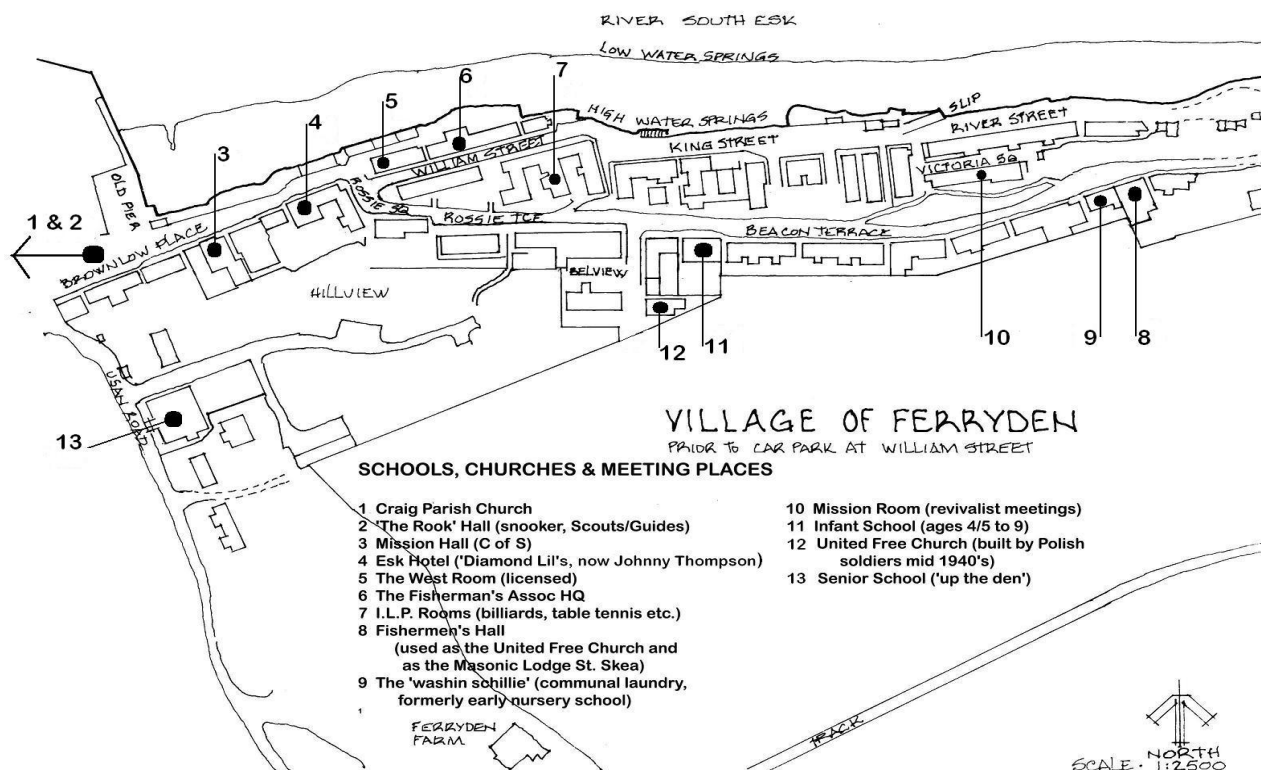 RIVER SOUTH ESK
LOW WATER SPRINGS
7
6
5
HIGH WATER SPRINGS
SLIP
4
RIVER STREET
KING STREET
3
WILLIAM STREET
VICTORIA SQ
OLD PIER
ROSSIE SQ
1 & 2
ROSSIE TCE
BEACON TERRACE
BROWNLOW PLACE
BELVIEW
HILLVIEW
12
11
10
9
8
USAN ROAD
13
VILLAGE OF FERRYDEN
PRIOR TO CAR PARK AT WILLIAM STREET
SCHOOLS, CHURCHES & MEETING PLACES
1 Craig Parish Church
2 'The Rook' Hall (snooker, Scouts/Guides)
3 Mission Hall (C of S)
4 Esk Hotel ('Diamond Lil's, now Johnny Thompson)
5 The West Room (licensed)
6 The Fisherman's Assoc HQ
7 I.L.P. Rooms (billiards, table tennis etc.)
8 Fishermen's Hall
(used as the United Free Church and
as the Masonic Lodge St. Skea)
9 The 'washin schillie' (communal laundry,
formerly early nursery school)
10 Mission Room (revivalist meetings)
11 Infant School (ages 4/5 to 9)
12 United Free Church (built by Polish
soldiers mid 1940's)
13 Senior School ('up the den')
FERRYDEN
FARM
TRACK
NORTH
SCALE · 1:2500